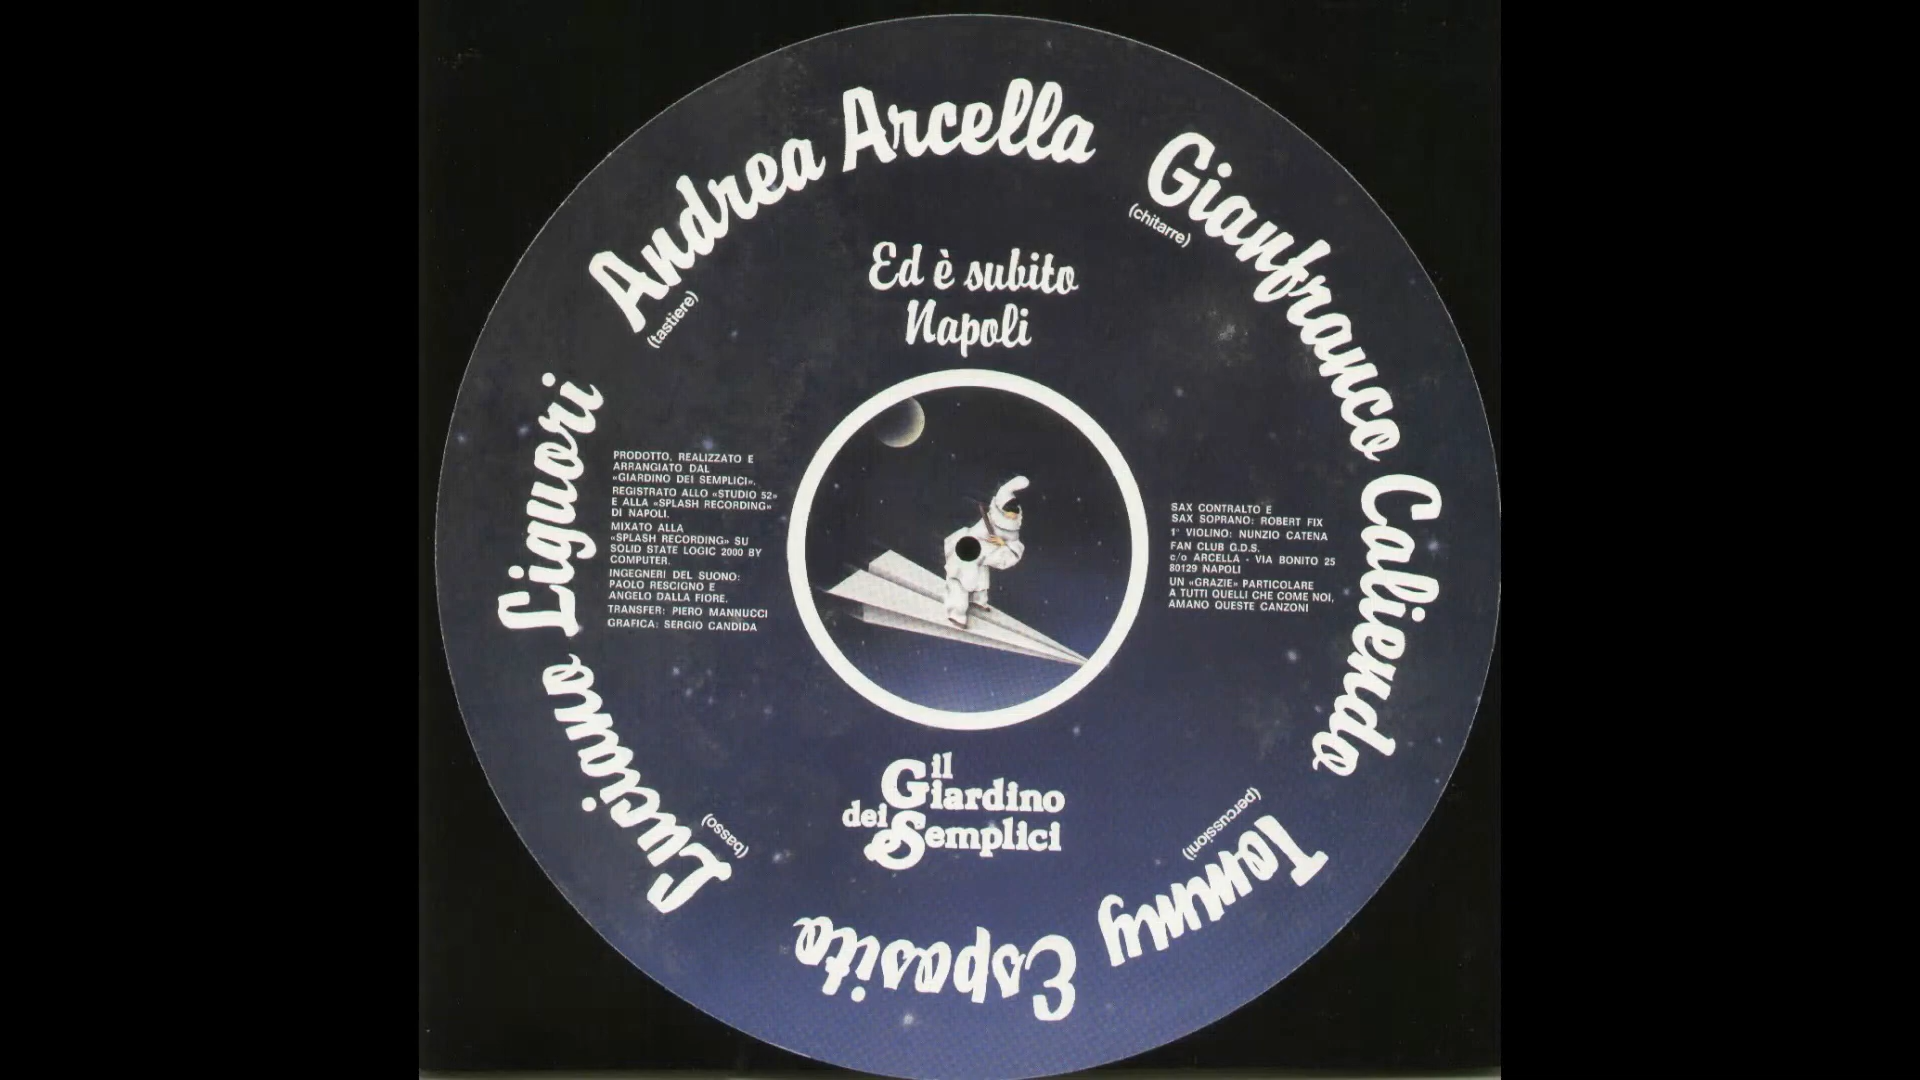 Andrea Arcella
(tastiere)
Gianfranco Caliendo
(chitarre)
Tommy Esposito
(percussioni)
Luciano Liguori
(basso)
Ed è subito
Napoli
PRODOTTO, REALIZZATO E
ARRANGIATO DAL
«GIARDINO DEI SEMPLICI».
REGISTRATO ALLO «STUDIO 52»
E ALLA «SPLASH RECORDING»
DI NAPOLI.
MIXATO ALLA
«SPLASH RECORDING» SU
SOLID STATE LOGIC 2000 BY
COMPUTER.
INGEGNERI DEL SUONO:
PAOLO RESCIGNO E
ANGELO DALLA FIORE.
TRANSFER: PIERO MANNUCCI
GRAFICA: SERGIO CANDIDA
SAX CONTRALTO E
SAX SOPRANO: ROBERT FIX
1° VIOLINO: NUNZIO CATENA
FAN CLUB G.D.S.
c/o ARCELLA - VIA BONITO 25
80129 NAPOLI
UN «GRAZIE» PARTICOLARE
A TUTTI QUELLI CHE COME NOI,
AMANO QUESTE CANZONI
il
Giardino
dei Semplici